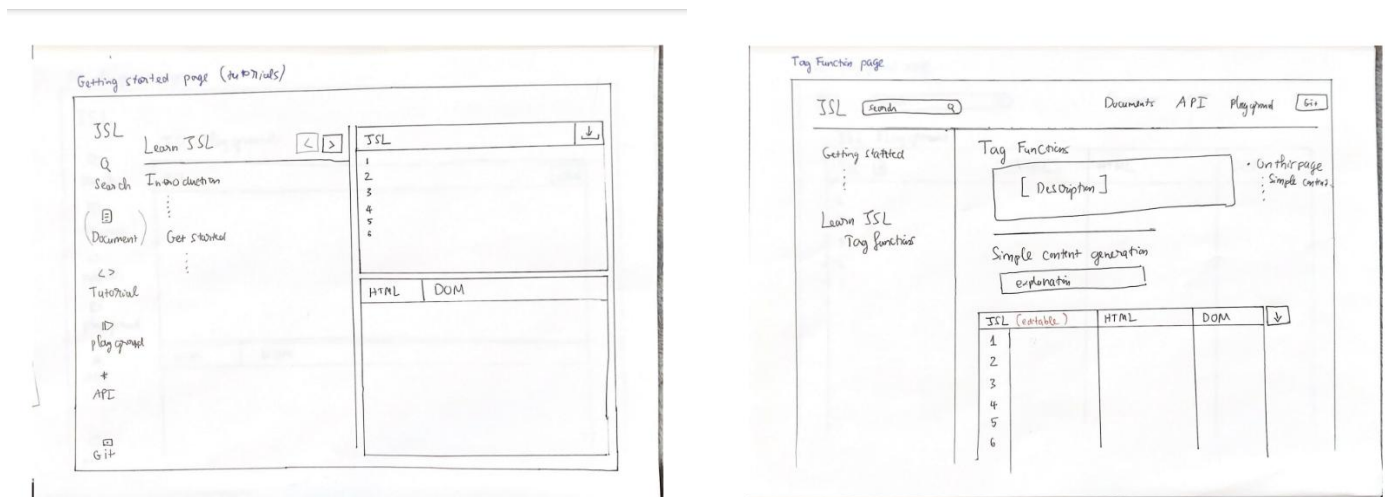 Getting started page (tutorials)
JSL
Search
(Document)
<>
Tutorial
playground
API
Git
Learn JSL
< >
Introduction
Get started
JSL
1
2
3
4
5
6
HTML DOM
Tag Function page
JSL search Documents API Playground Git
Getting statrted
Learn JSL
Tag functions
Tag Functions
[ Description ]
• On this page
Simple
Simple content generation
explanation
JSL (editable) HTML DOM
1
2
3
4
5
6